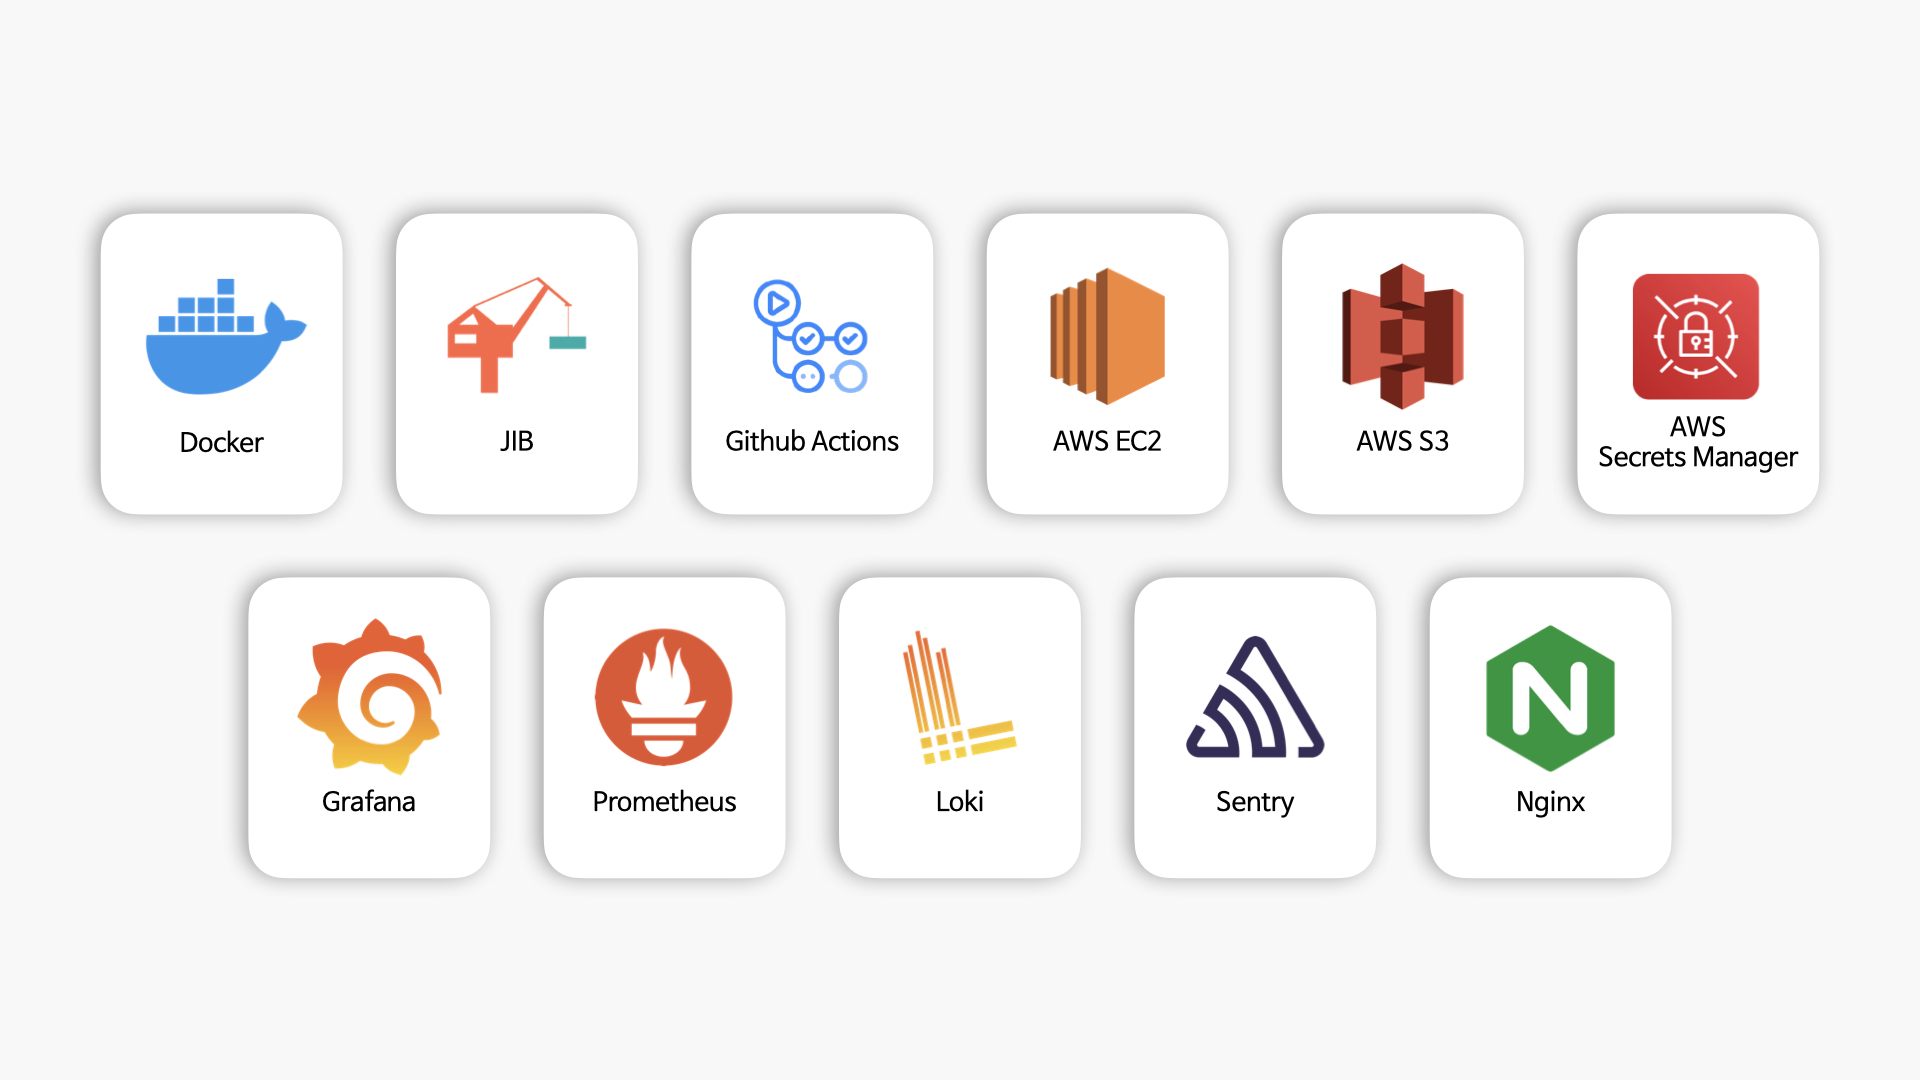 Docker
JIB
Github Actions
AWS EC2
AWS S3
AWS
Secrets Manager
Grafana
Prometheus
Loki
Sentry
Nginx